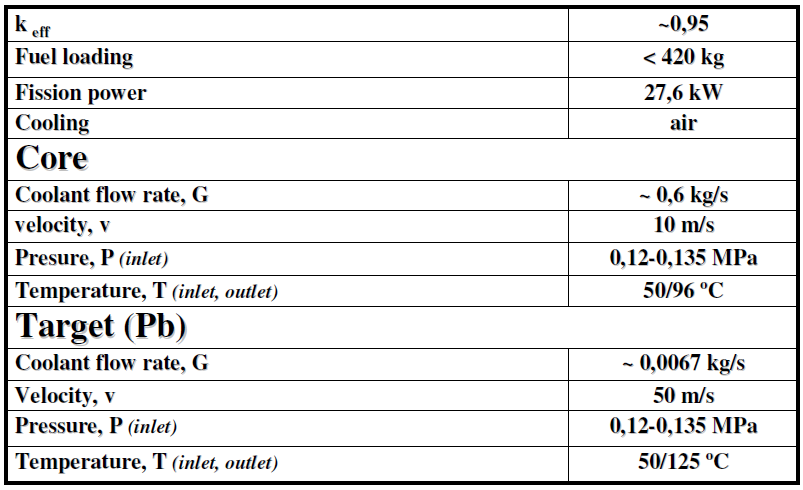 k eff ~0,95
Fuel loading < 420 kg
Fission power 27,6 kW
Cooling air
Core
Coolant flow rate, G ~ 0,6 kg/s
velocity, v 10 m/s
Presure, P (inlet) 0,12-0,135 MPa
Temperature, T (inlet, outlet) 50/96 ºC
Target (Pb)
Coolant flow rate, G ~ 0,0067 kg/s
Velocity, v 50 m/s
Pressure, P (inlet) 0,12-0,135 MPa
Temperature, T (inlet, outlet) 50/125 ºC